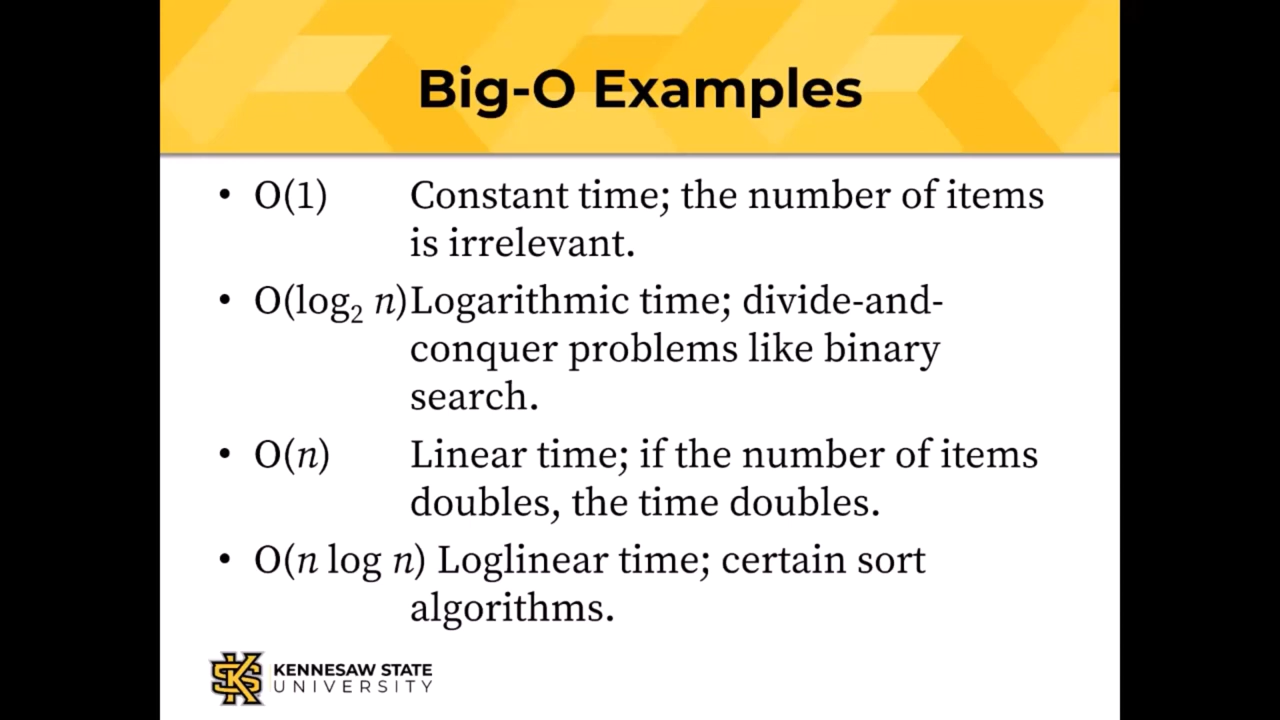 Big-O Examples
• O(1) Constant time; the number of items
is irrelevant.
• O(log₂ n) Logarithmic time; divide-and-
conquer problems like binary
search.
• O(n) Linear time; if the number of items
doubles, the time doubles.
• O(n log n) Loglinear time; certain sort
algorithms.
KS
KENNESAW STATE
UNIVERSITY